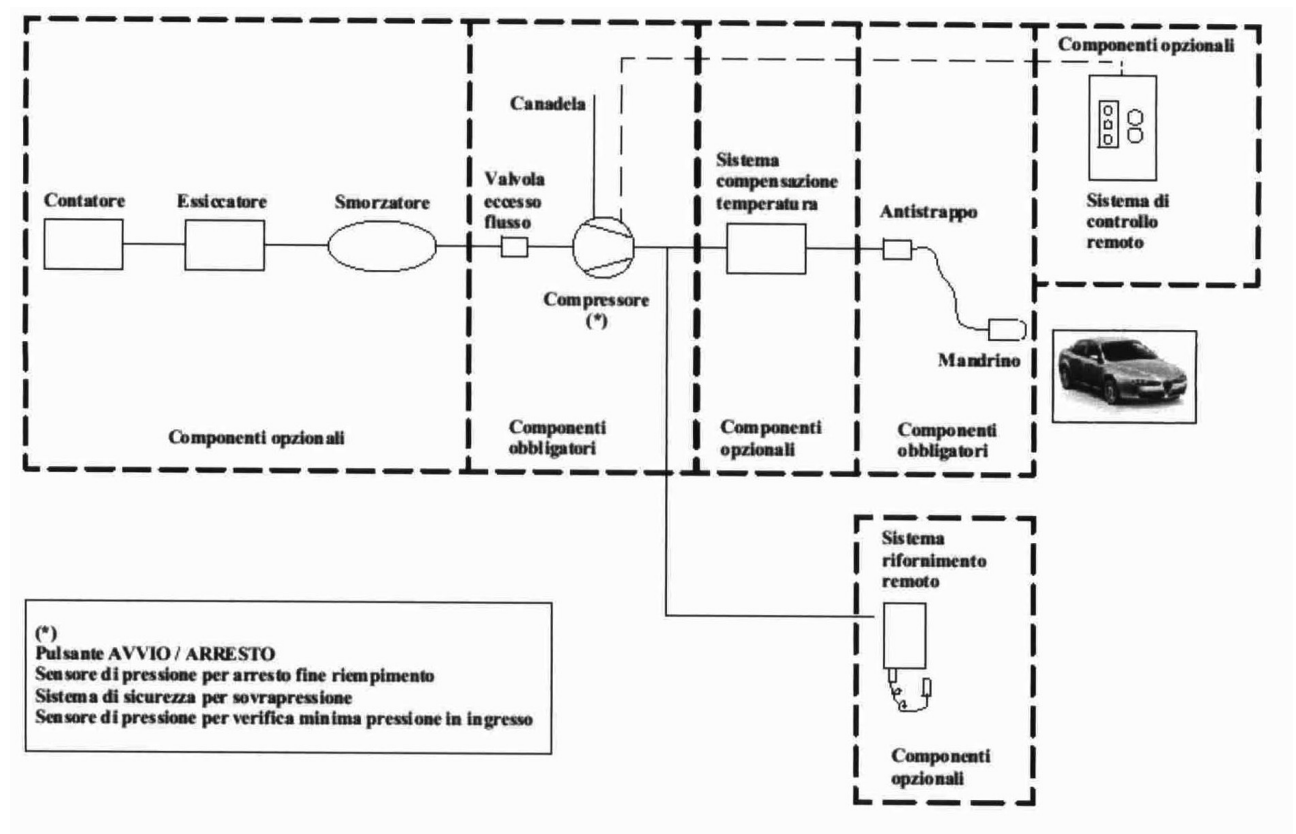 Componenti opzionali
Canadela
Sistema
compensazione
temperatura
Valvola
eccesso
flusso
Contatore
Essiccatore
Smorzatore
Antistrappo
Sistema di
controllo
remoto
Compressore
(*)
Mandrino
Componenti opzionali
Componenti
obbligatori
Componenti
opzionali
Componenti
obbligatori
Sistema
rifornimento
remoto
(*)
Pulsante AVVIO / ARRESTO
Sensore di pressione per arresto fine riempimento
Sistema di sicurezza per sovrapressione
Sensore di pressione per verifica minima pressione in ingresso
Componenti
opzionali